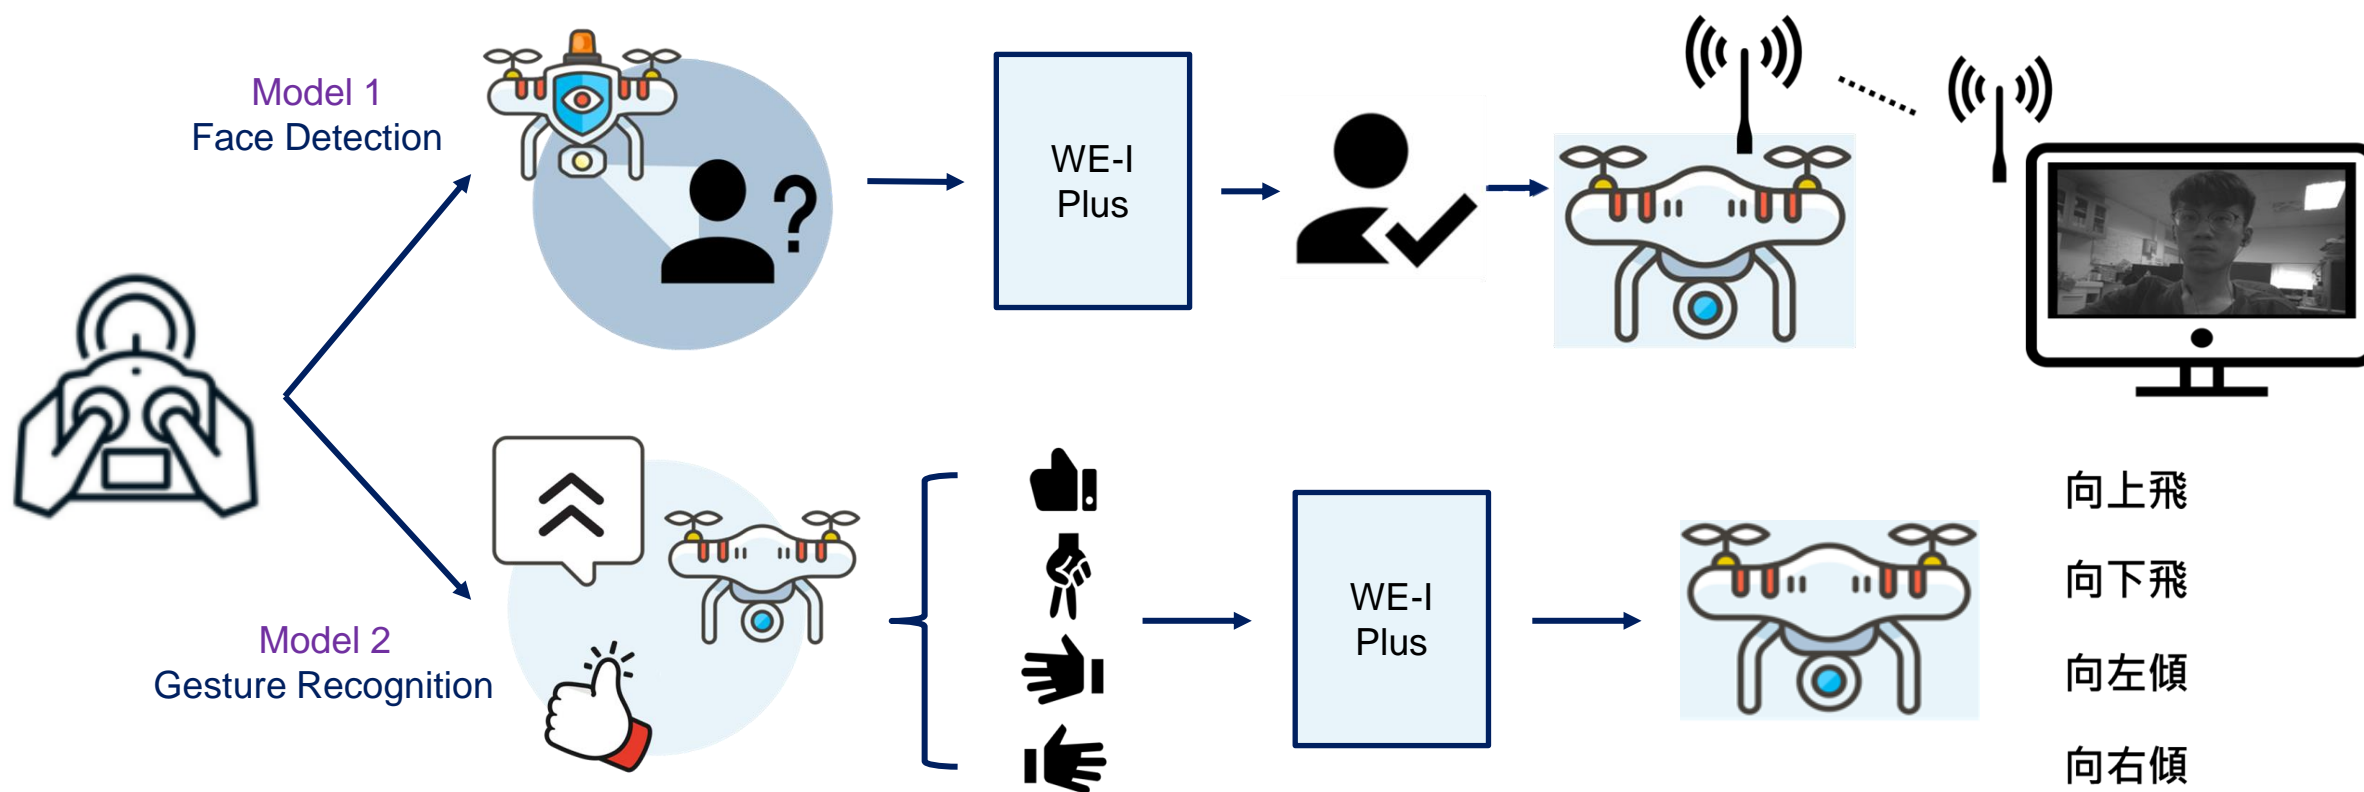 Model 1
Face Detection
WE-I
Plus
Model 2
Gesture Recognition
WE-I
Plus
向上飛
向下飛
向左傾
向右傾